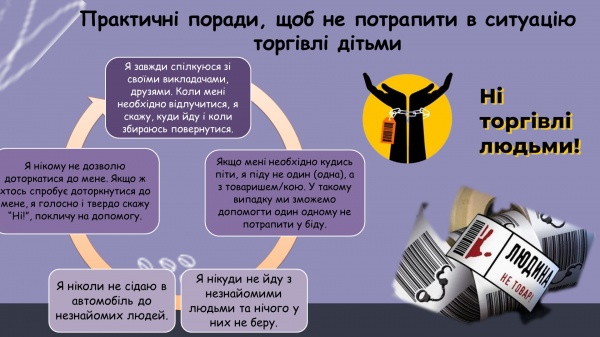 Практичні поради, щоб не потрапити в ситуацію
торгівлі дітьми
Я завжди спілкуюся зі
своїми викладачами,
друзями. Коли мені
необхідно відлучитися, я
скажу, куди йду і коли
збираюсь повернутися.
Якщо мені необхідно кудись
піти, я піду не один (одна), а
з товаришем/кою. У такому
випадку ми зможемо
допомогти один одному не
потрапити у біду.
Я нікуди не йду з
незнайомими
людьми та нічого у
них не беру.
Я ніколи не сідаю в
автомобіль до
незнайомих людей.
Я нікому не дозволю
доторкатися до мене. Якщо ж
хтось спробує доторкнутися до
мене, я голосно і твердо скажу
“Ні!”, покличу на допомогу.
Ні
торгівлі
людьми!
ЛЮДИНА
НЕ ТОВАР!